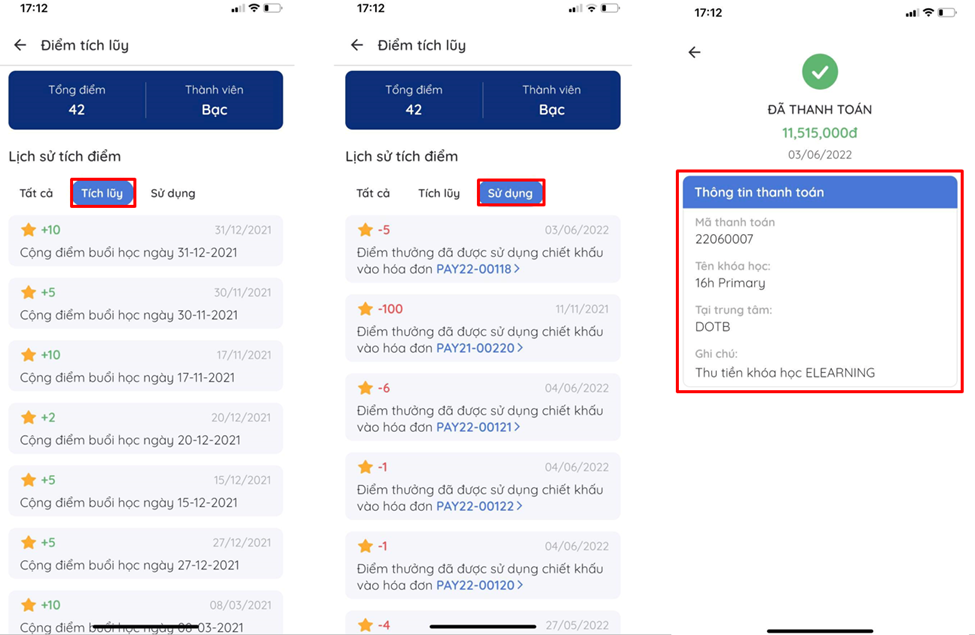 17:12
Điểm tích lũy
Tổng điểm
42
Thành viên
Bạc
Lịch sử tích điểm
Tất cả
Tích lũy
Sử dụng
+10
31/12/2021
Cộng điểm buổi học ngày 31-12-2021
+5
30/11/2021
Cộng điểm buổi học ngày 30-11-2021
+10
17/11/2021
Cộng điểm buổi học ngày 17-11-2021
+2
20/12/2021
Cộng điểm buổi học ngày 20-12-2021
+5
15/12/2021
Cộng điểm buổi học ngày 15-12-2021
+5
27/12/2021
Cộng điểm buổi học ngày 27-12-2021
+10
08/03/2021
Cộng điểm buổi học ngày 08-03-2021
17:12
Điểm tích lũy
Tổng điểm
42
Thành viên
Bạc
Lịch sử tích điểm
Tất cả
Tích lũy
Sử dụng
-5
03/06/2022
Điểm thưởng đã được sử dụng chiết khấu
vào hóa đơn PAY22-00118
-100
11/11/2021
Điểm thưởng đã được sử dụng chiết khấu
vào hóa đơn PAY21-00220
-6
04/06/2022
Điểm thưởng đã được sử dụng chiết khấu
vào hóa đơn PAY22-00121
-1
04/06/2022
Điểm thưởng đã được sử dụng chiết khấu
vào hóa đơn PAY22-00122
-1
04/06/2022
Điểm thưởng đã được sử dụng chiết khấu
vào hóa đơn PAY22-00120
-4
27/05/2022
17:12
ĐÃ THANH TOÁN
11,515,000đ
03/06/2022
Thông tin thanh toán
Mã thanh toán
22060007
Tên khóa học:
16h Primary
Tại trung tâm:
DOTB
Ghi chú:
Thu tiền khóa học ELEARNING